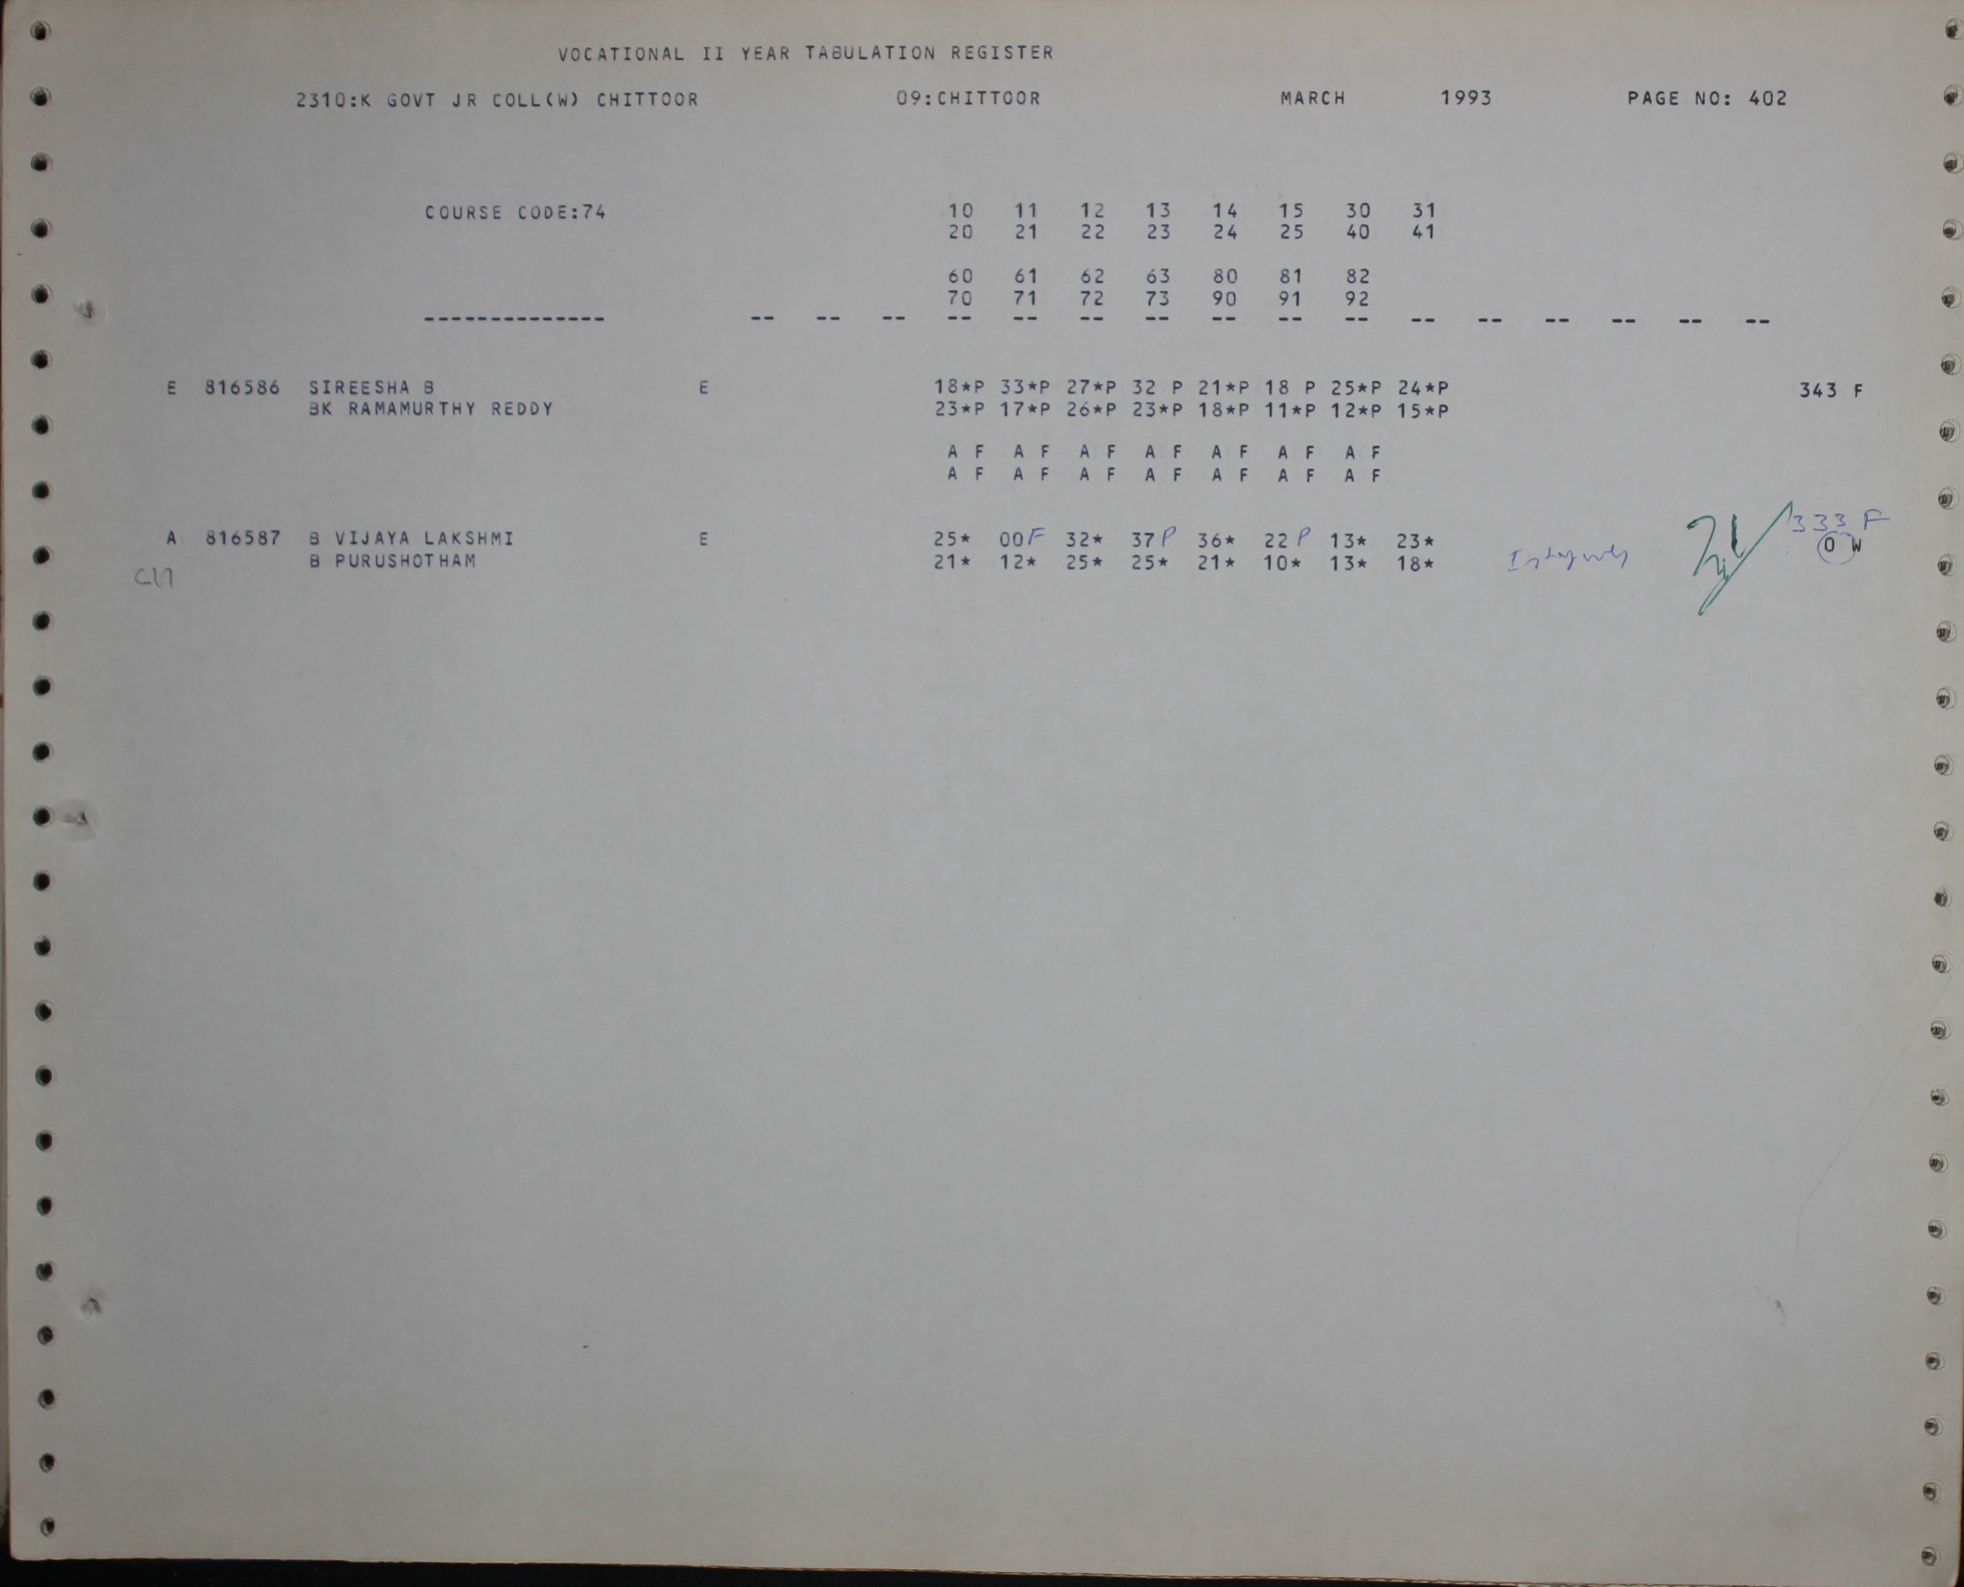 VOCATIONAL II YEAR TABULATION REGISTER
2310:K GOVT JR COLL(W) CHITTOOR 09:CHITTOOR MARCH 1993 PAGE NO: 402
COURSE CODE:74 10 11 12 13 14 15 30 31
20 21 22 23 24 25 40 41
60 61 62 63 80 81 82
70 71 72 73 90 91 92
-------------- -- -- -- -- -- -- -- -- -- -- -- -- -- -- -- --
E 816586 SIREESHA B E 18*P 33*P 27*P 32 P 21*P 18 P 25*P 24*P 343 F
BK RAMAMURTHY REDDY 23*P 17*P 26*P 23*P 18*P 11*P 12*P 15*P
A F A F A F A F A F A F A F
A F A F A F A F A F A F A F
333 F
A 816587 B VIJAYA LAKSHMI E 25* 00F 32* 37P 36* 22P 13* 23* 0 W
B PURUSHOTHAM 21* 12* 25* 25* 21* 10* 13* 18*